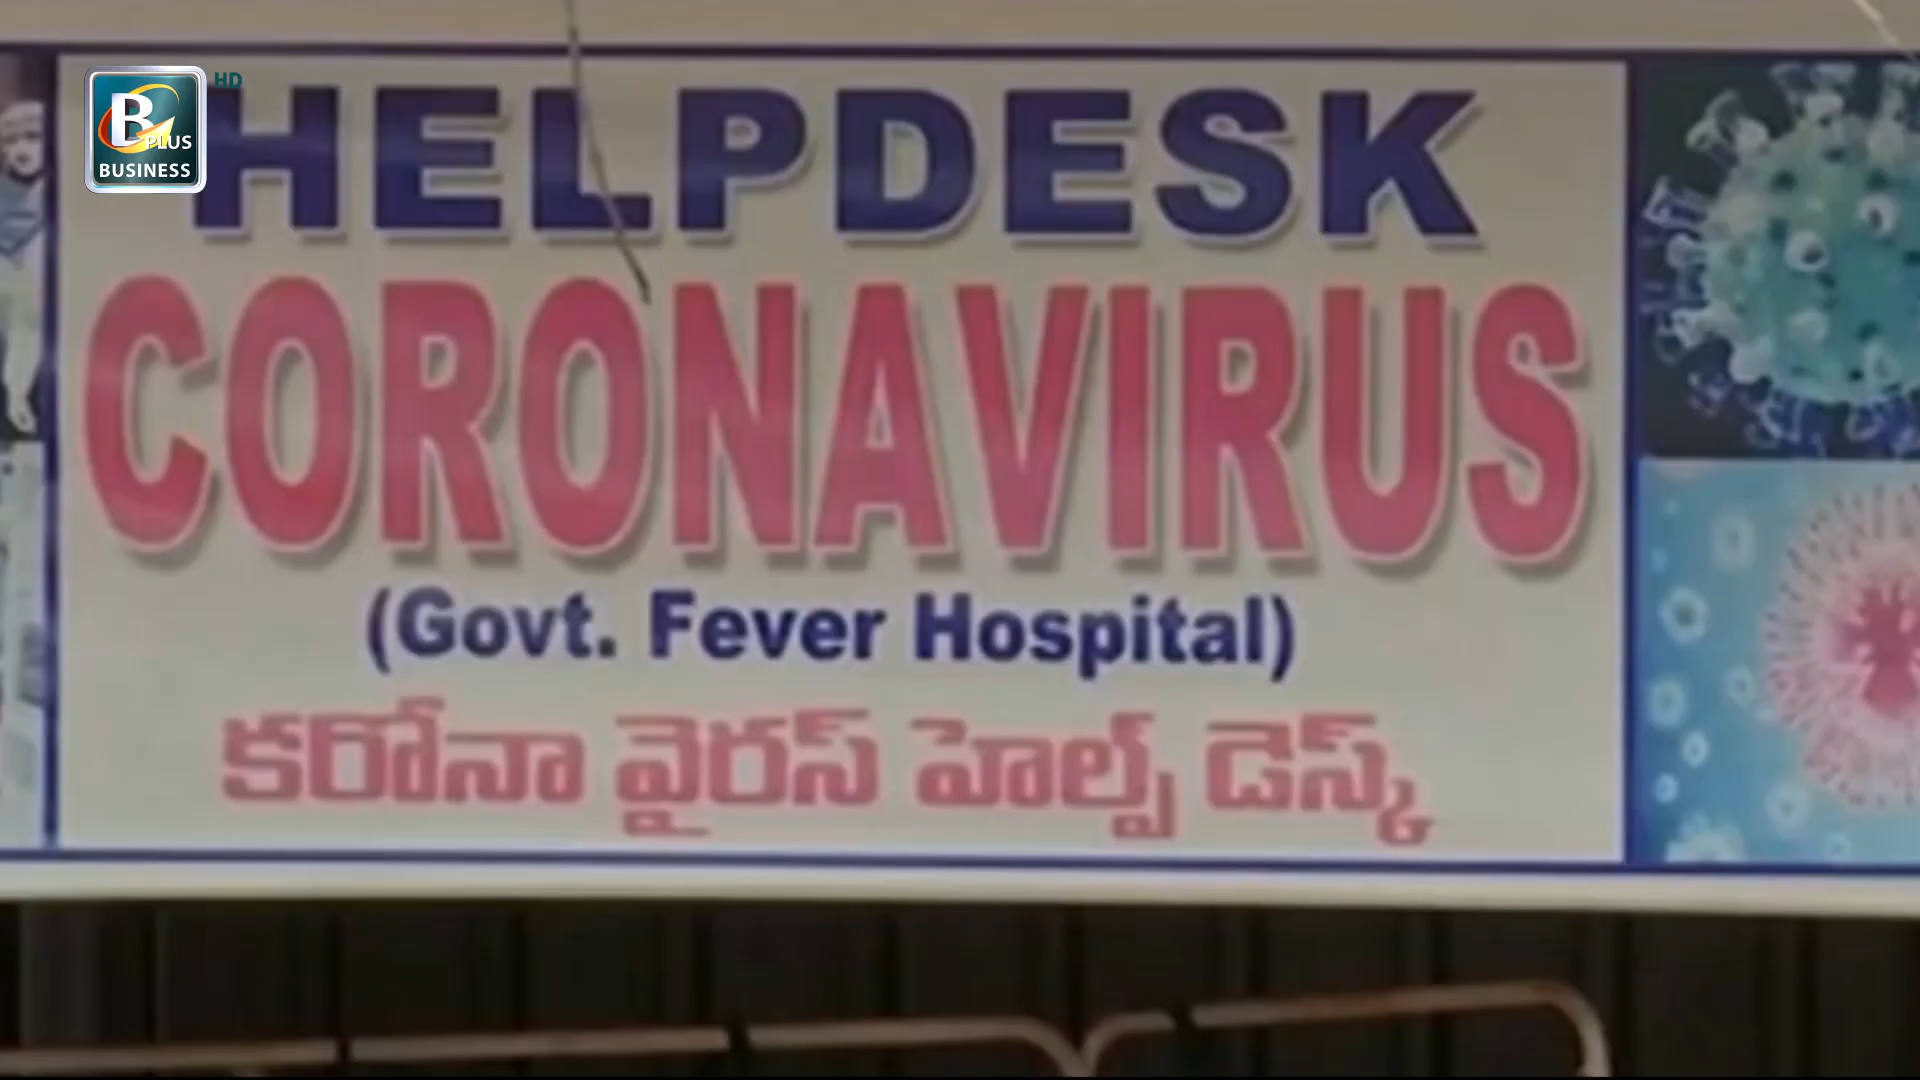 B PLUS BUSINESS HD
HELPDESK
CORONAVIRUS
(Govt. Fever Hospital)
కరోనా వైరస్ హెల్ప్ డెస్క్